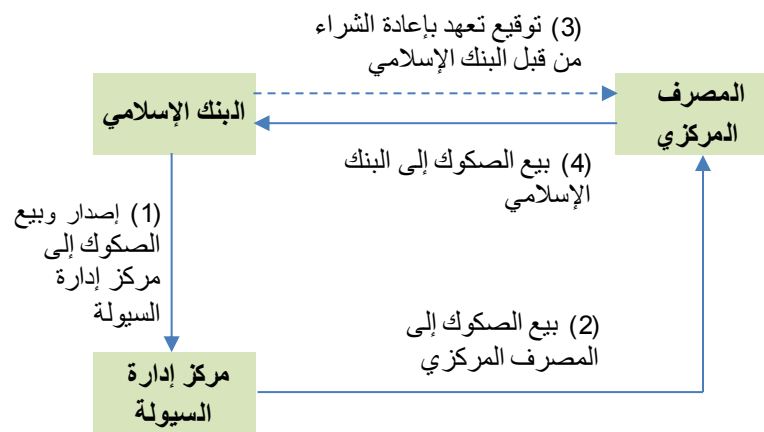 (3) توقيع تعهد بإعادة الشراء
من قبل البنك الإسلامي
المصرف
المركزي
البنك الإسلامي
(4) بيع الصكوك إلى البنك
الإسلامي
(1) إصدار وبيع
الصكوك إلى
مركز إدارة
السيولة
(2) بيع الصكوك إلى
المصرف المركزي
مركز إدارة
السيولة